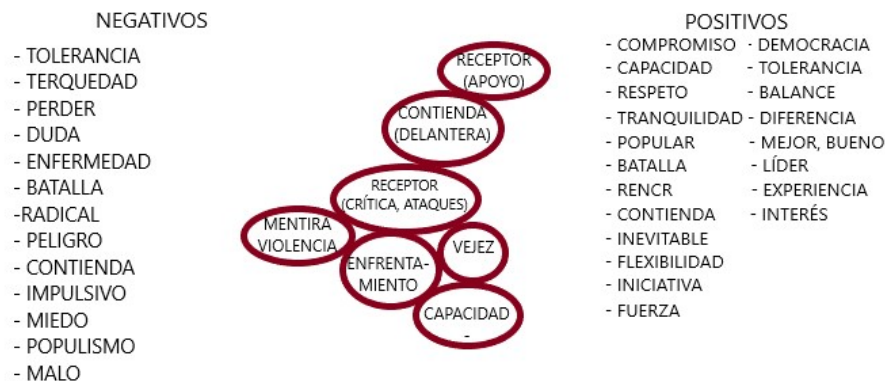 NEGATIVOS
- TOLERANCIA
- TERQUEDAD
- PERDER
- DUDA
- ENFERMEDAD
- BATALLA
-RADICAL
- PELIGRO
- CONTIENDA
- IMPULSIVO
- MIEDO
- POPULISMO
- MALO
RECEPTOR
(APOYO)
CONTIENDA
(DELANTERA)
RECEPTOR
(CRÍTICA, ATAQUES)
MENTIRA
VIOLENCIA
ENFRENTA-
MIENTO
VEJEZ
CAPACIDAD
-
POSITIVOS
- COMPROMISO
- CAPACIDAD
- RESPETO
- TRANQUILIDAD
- POPULAR
- BATALLA
- RENCR
- CONTIENDA
- INEVITABLE
- FLEXIBILIDAD
- INICIATIVA
- FUERZA
- DEMOCRACIA
- TOLERANCIA
- BALANCE
- DIFERENCIA
- MEJOR, BUENO
- LÍDER
- EXPERIENCIA
- INTERÉS